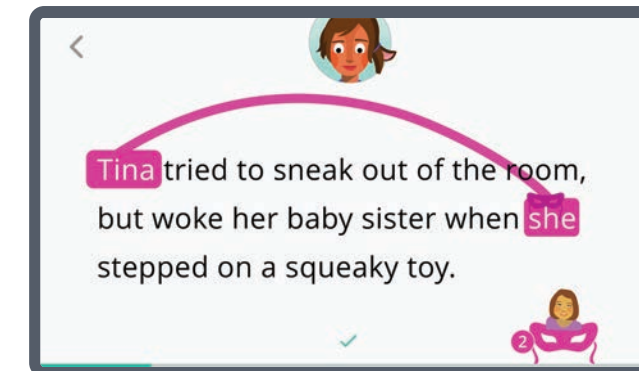 Tina tried to sneak out of the room,
but woke her baby sister when she
stepped on a squeaky toy.
2